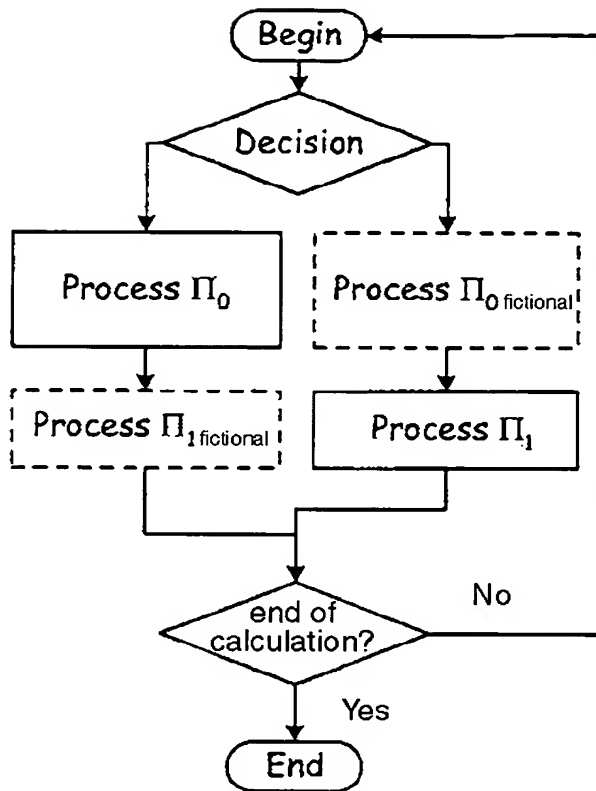 Begin
Decision
Process Π₀
Process Π₀ fictional
Process Π₁ fictional
Process Π₁
end of
calculation?
No
Yes
End